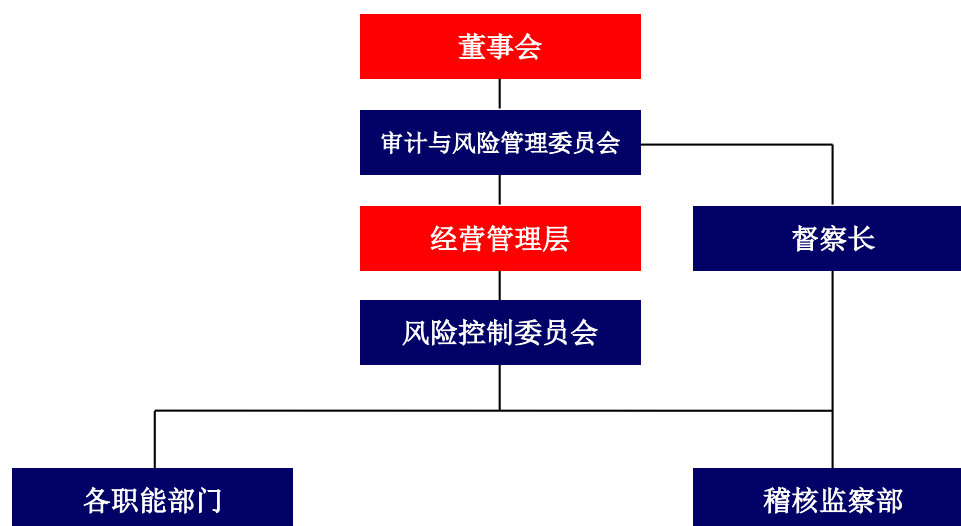 董事会
审计与风险管理委员会
经营管理层
督察长
风险控制委员会
各职能部门
稽核监察部